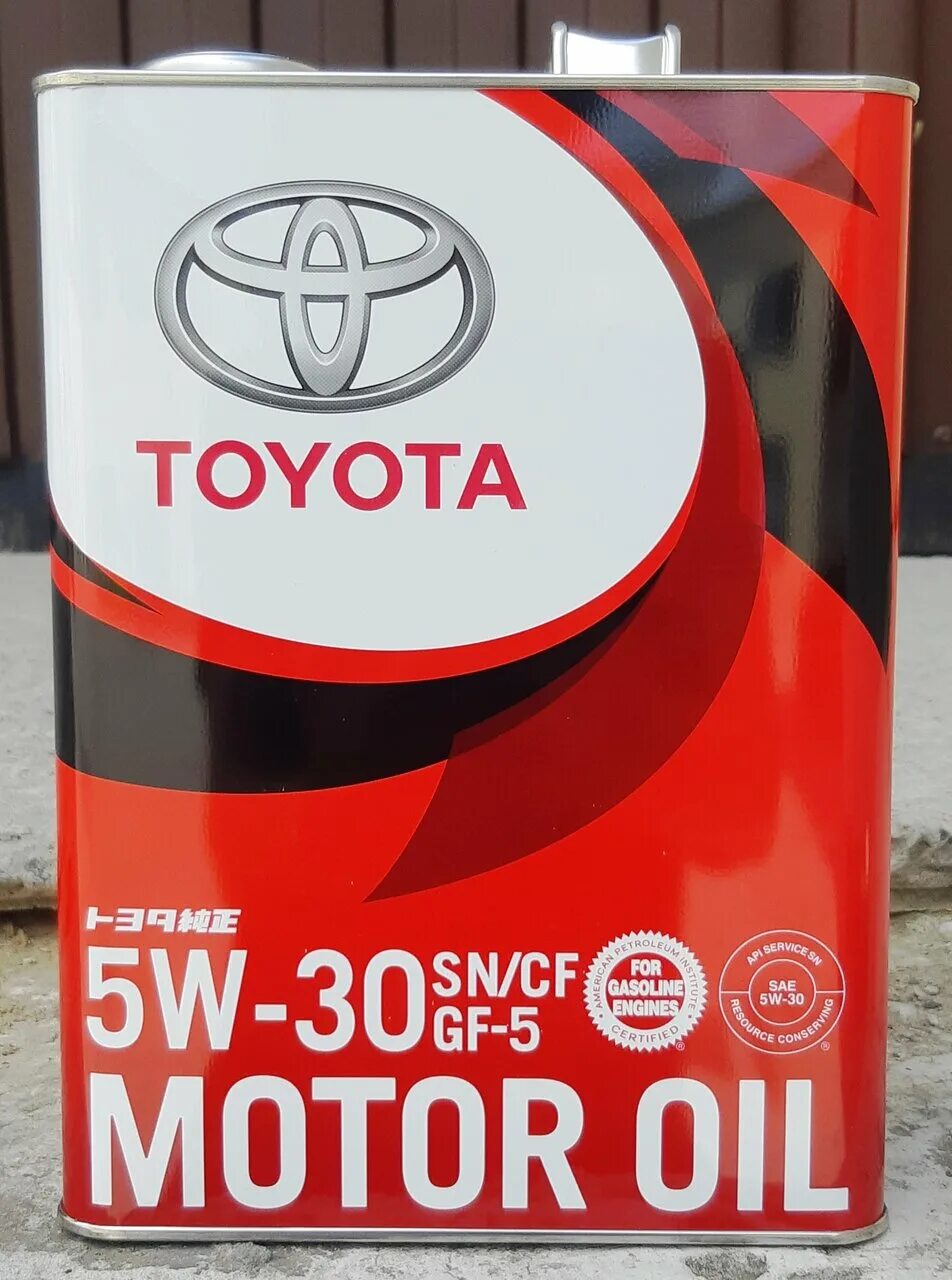 TOYOTA
トヨタ純正
5W-30
SN/CF
GF-5
AMERICAN PETROLEUM INSTITUTE
FOR
GASOLINE
ENGINES
CERTIFIED
®
API SERVICE SN
SAE
5W-30
RESOURCE CONSERVING
®
MOTOR OIL